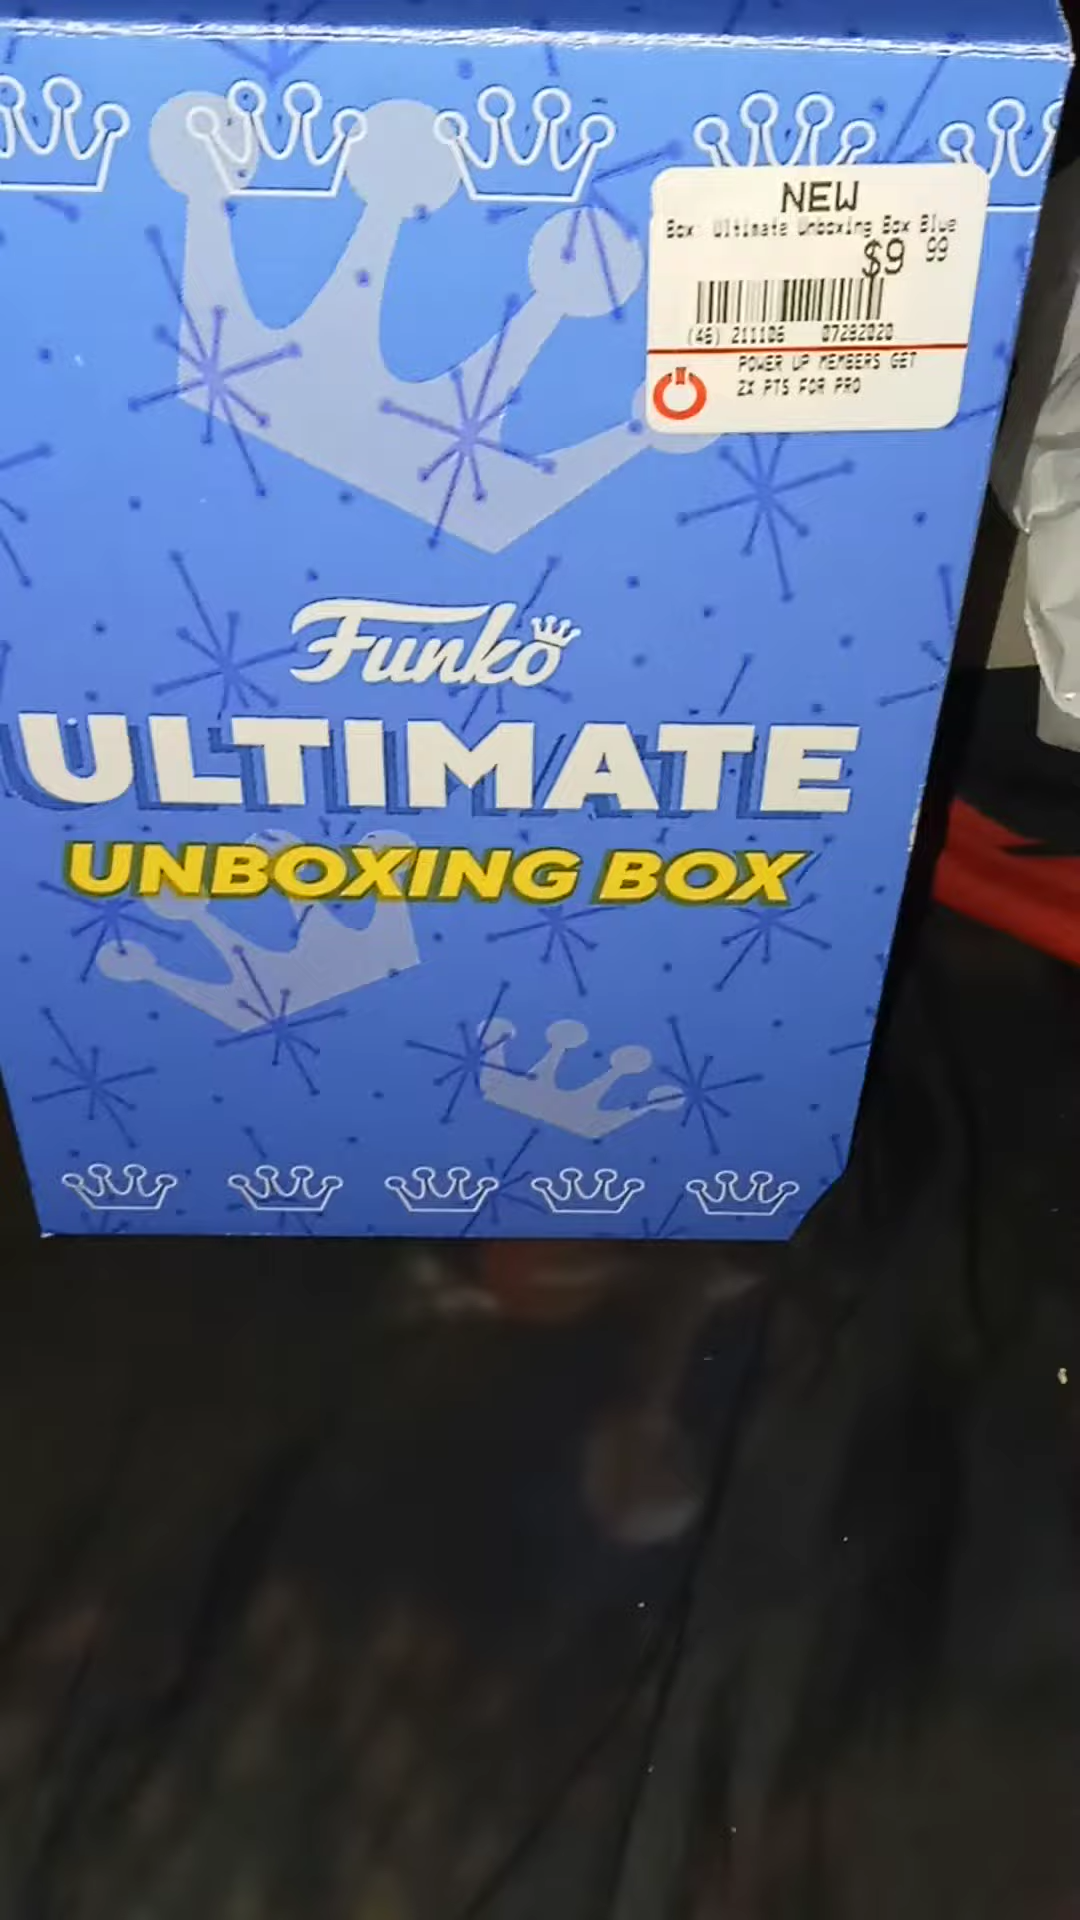 NEW
Box: Ultimate Unboxing Box Blue
$9 99
(46) 211106 07282020
POWER UP MEMBERS GET
2X PTS FOR PRO
Funko
ULTIMATE
UNBOXING BOX